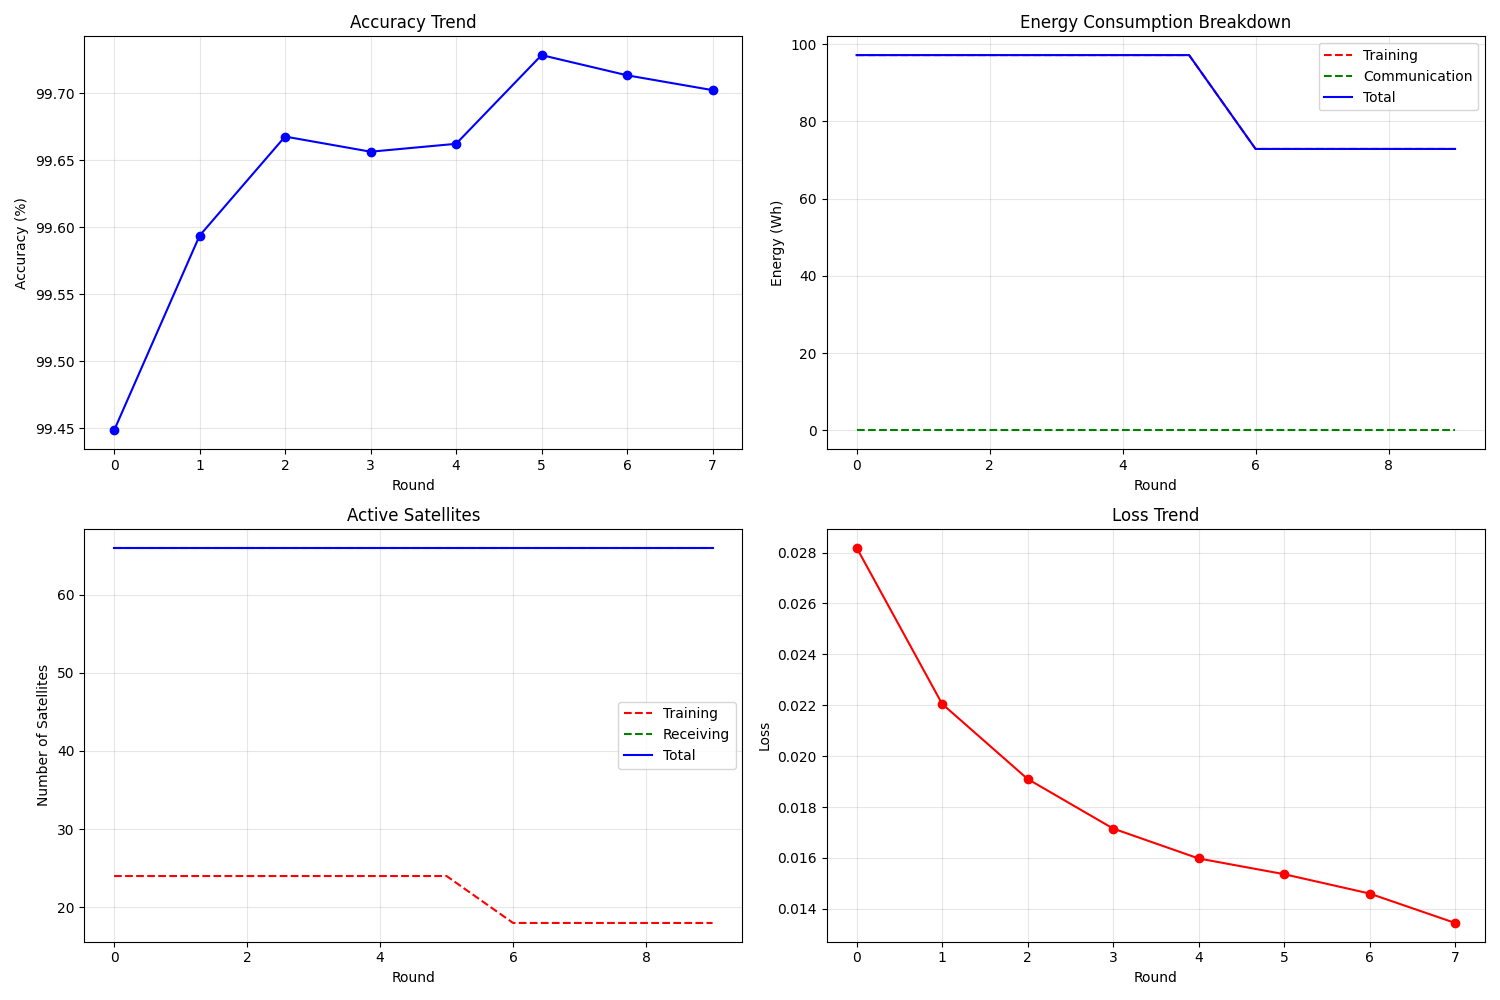 Accuracy Trend
99.70
99.65
99.60
99.55
99.50
99.45
Accuracy (%)
0 1 2 3 4 5 6 7
Round
Energy Consumption Breakdown
100
80
60
40
20
0
Energy (Wh)
0 2 4 6 8
Round
Training
Communication
Total
Active Satellites
60
50
40
30
20
Number of Satellites
0 2 4 6 8
Round
Training
Receiving
Total
Loss Trend
0.028
0.026
0.024
0.022
0.020
0.018
0.016
0.014
Loss
0 1 2 3 4 5 6 7
Round